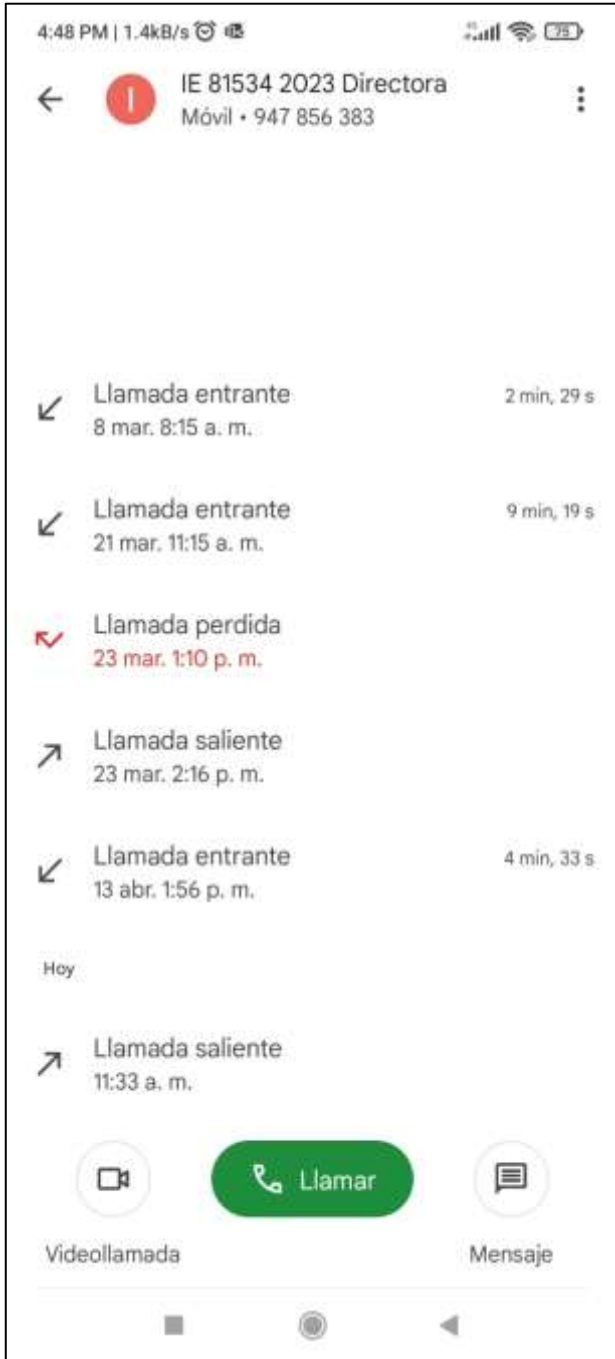 4:48 PM | 1.4kB/s
75
I
IE 81534 2023 Directora
Móvil • 947 856 383
Llamada entrante
2 min, 29 s
8 mar. 8:15 a. m.
Llamada entrante
9 min, 19 s
21 mar. 11:15 a. m.
Llamada perdida
23 mar. 1:10 p. m.
Llamada saliente
23 mar. 2:16 p. m.
Llamada entrante
4 min, 33 s
13 abr. 1:56 p. m.
Hoy
Llamada saliente
11:33 a. m.
Llamar
Videollamada
Mensaje